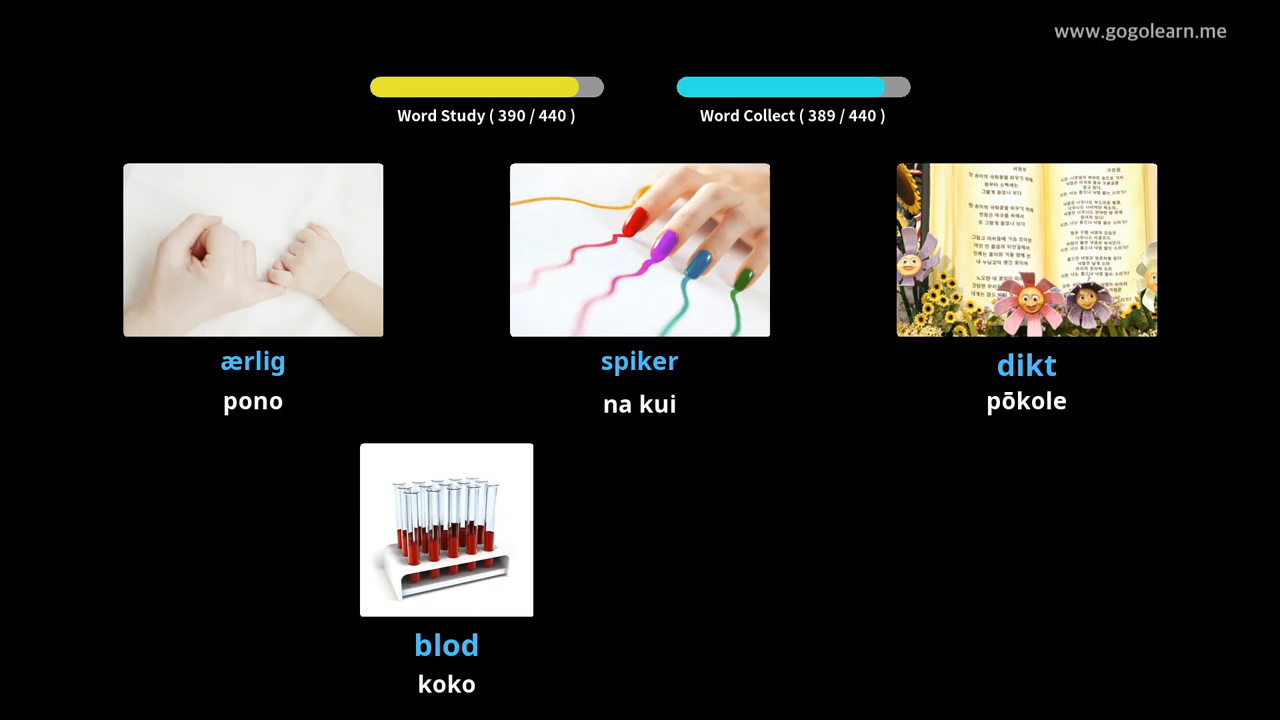 www.gogolearn.me
Word Study ( 390 / 440 )
Word Collect ( 389 / 440 )
ærlig
spiker
dikt
pono
na kui
pōkole
blod
koko